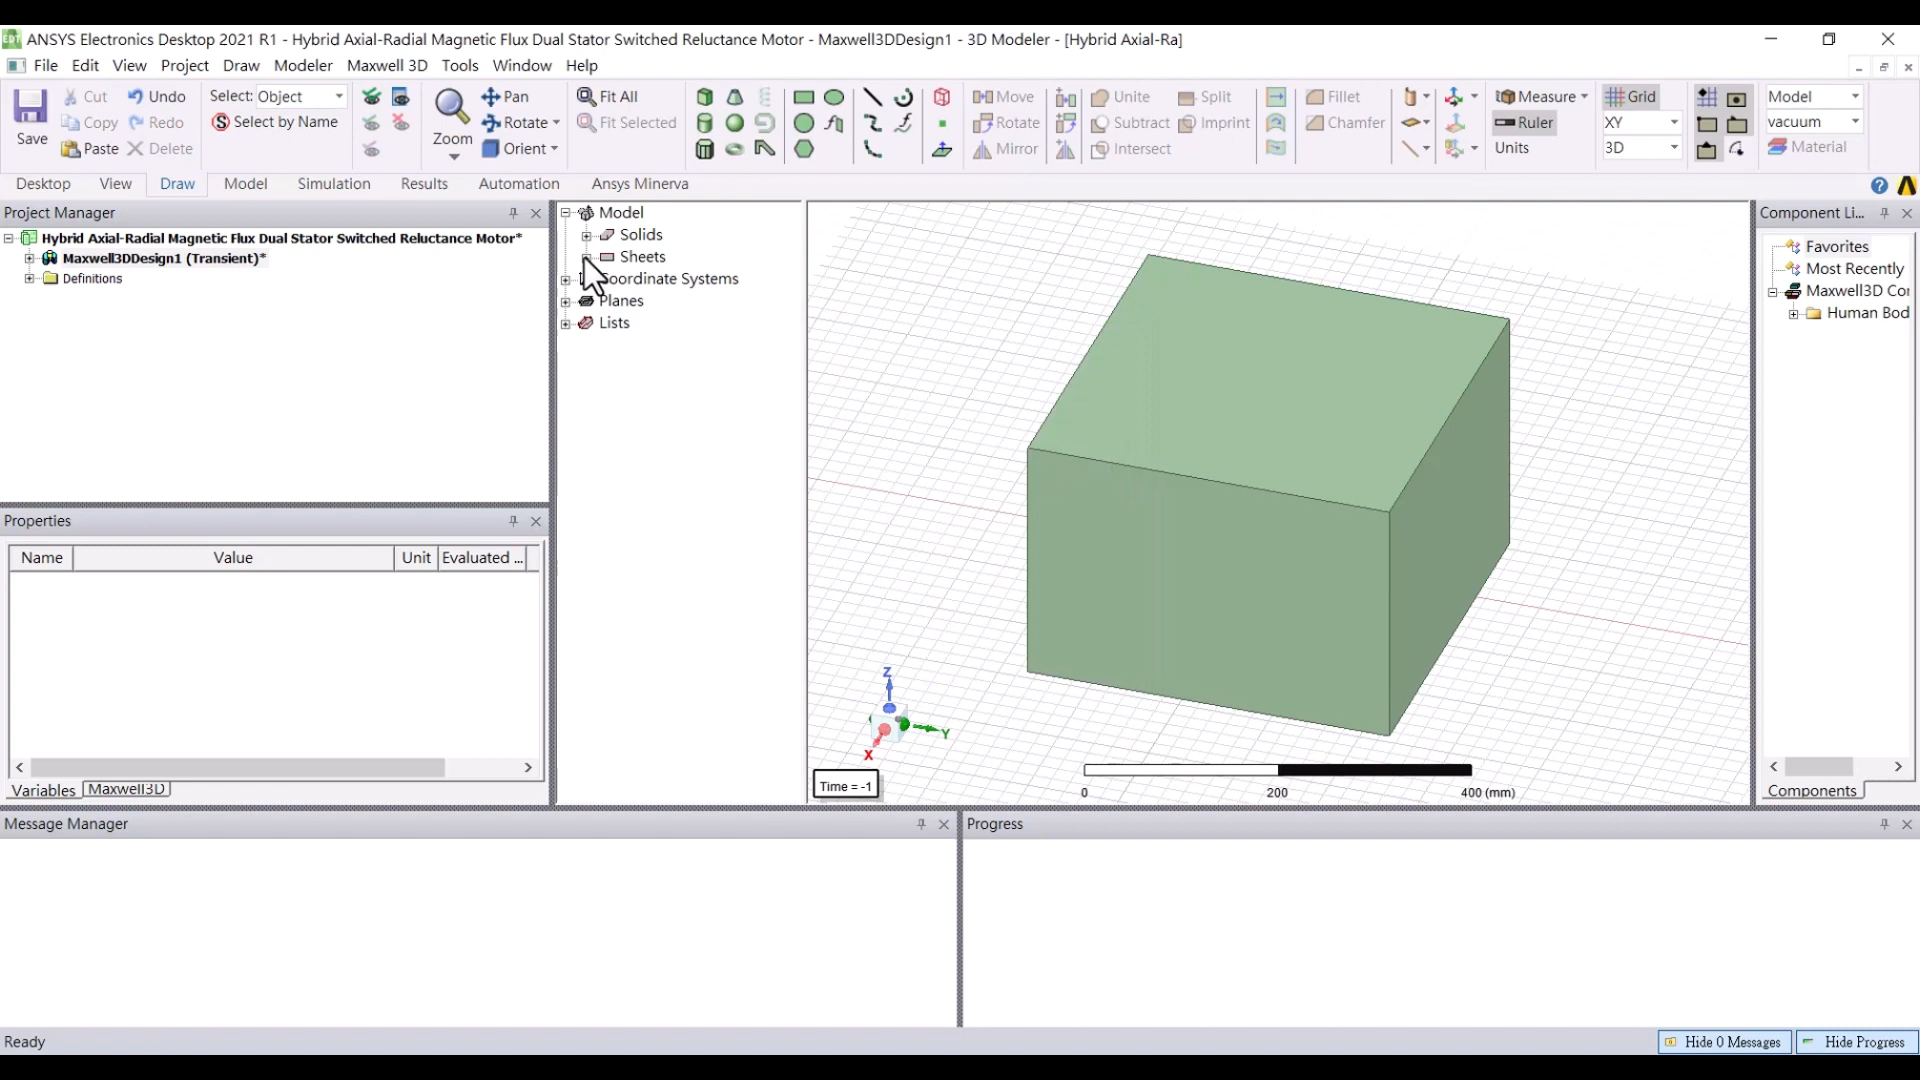 EDT ANSYS Electronics Desktop 2021 R1 - Hybrid Axial-Radial Magnetic Flux Dual Stator Switched Reluctance Motor - Maxwell3DDesign1 - 3D Modeler - [Hybrid Axial-Ra]
File Edit View Project Draw Modeler Maxwell 3D Tools Window Help
Save
Cut Undo
Copy Redo
Paste Delete
Select: Object
Select by Name
Zoom
Pan
Rotate
Orient
Fit All
Fit Selected
Move
Rotate
Mirror
Unite Split
Subtract Imprint
Intersect
Fillet
Chamfer
Measure
Ruler
Units
Grid
XY
3D
Model
vacuum
Material
Desktop View Draw Model Simulation Results Automation Ansys Minerva
Project Manager
Hybrid Axial-Radial Magnetic Flux Dual Stator Switched Reluctance Motor*
Maxwell3DDesign1 (Transient)*
Definitions
Properties
Name Value Unit Evaluated ...
Variables Maxwell3D
Model
Solids
Sheets
oordinate Systems
Planes
Lists
Z
Y
X
Time = -1
0 200 400 (mm)
Component Li...
Favorites
Most Recently
Maxwell3D Cor
Human Bod
Components
Message Manager
Progress
Ready
Hide 0 Messages
Hide Progress